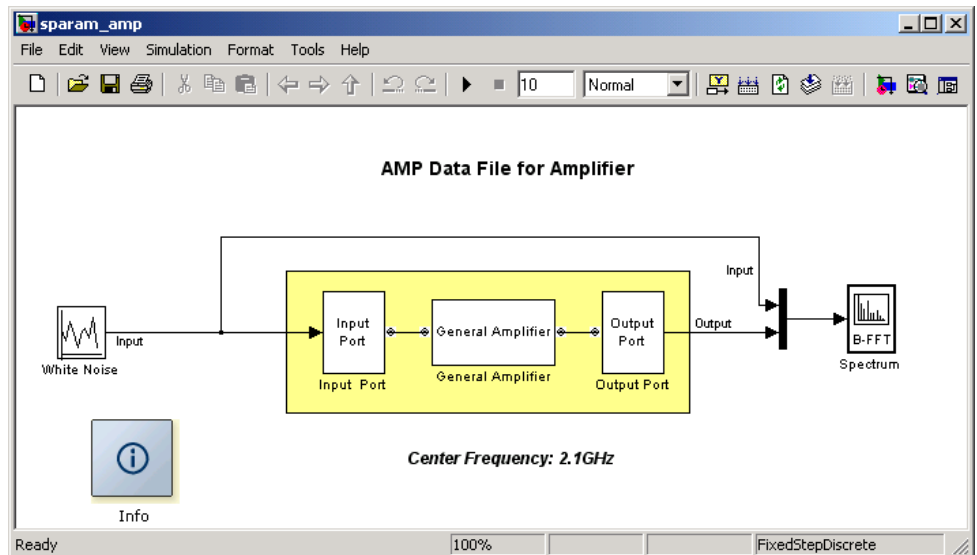 sparam_amp
File Edit View Simulation Format Tools Help
10 Normal
AMP Data File for Amplifier
Input
Input Port
General Amplifier
Output Port
Output
Input
B-FFT
White Noise
Input Port
General Amplifier
Output Port
Spectrum
Center Frequency: 2.1GHz
Info
Ready 100% FixedStepDiscrete